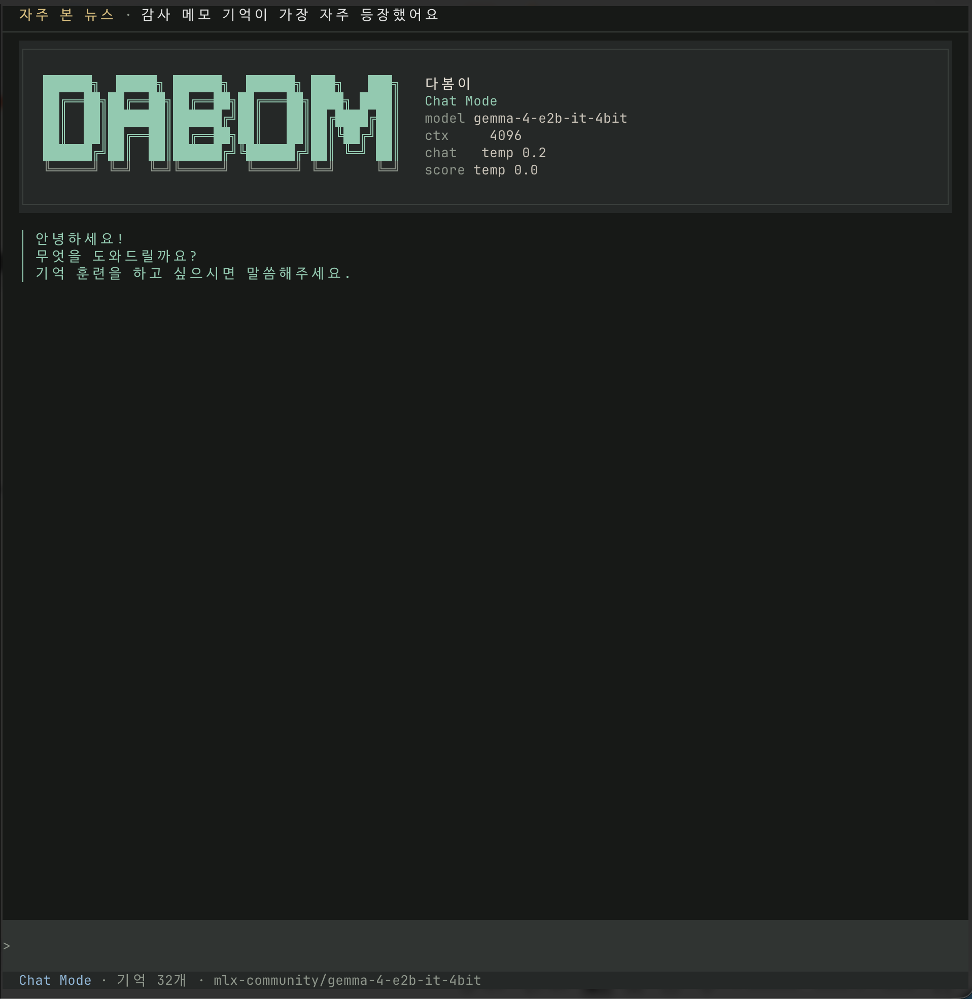 자주 본 뉴스 · 감사 메모 기억이 가장 자주 등장했어요
DABOM
다봄이
Chat Mode
model gemma-4-e2b-it-4bit
ctx 4096
chat temp 0.2
score temp 0.0
안녕하세요!
무엇을 도와드릴까요?
기억 훈련을 하고 싶으시면 말씀해주세요.
>
Chat Mode · 기억 32개 · mlx-community/gemma-4-e2b-it-4bit